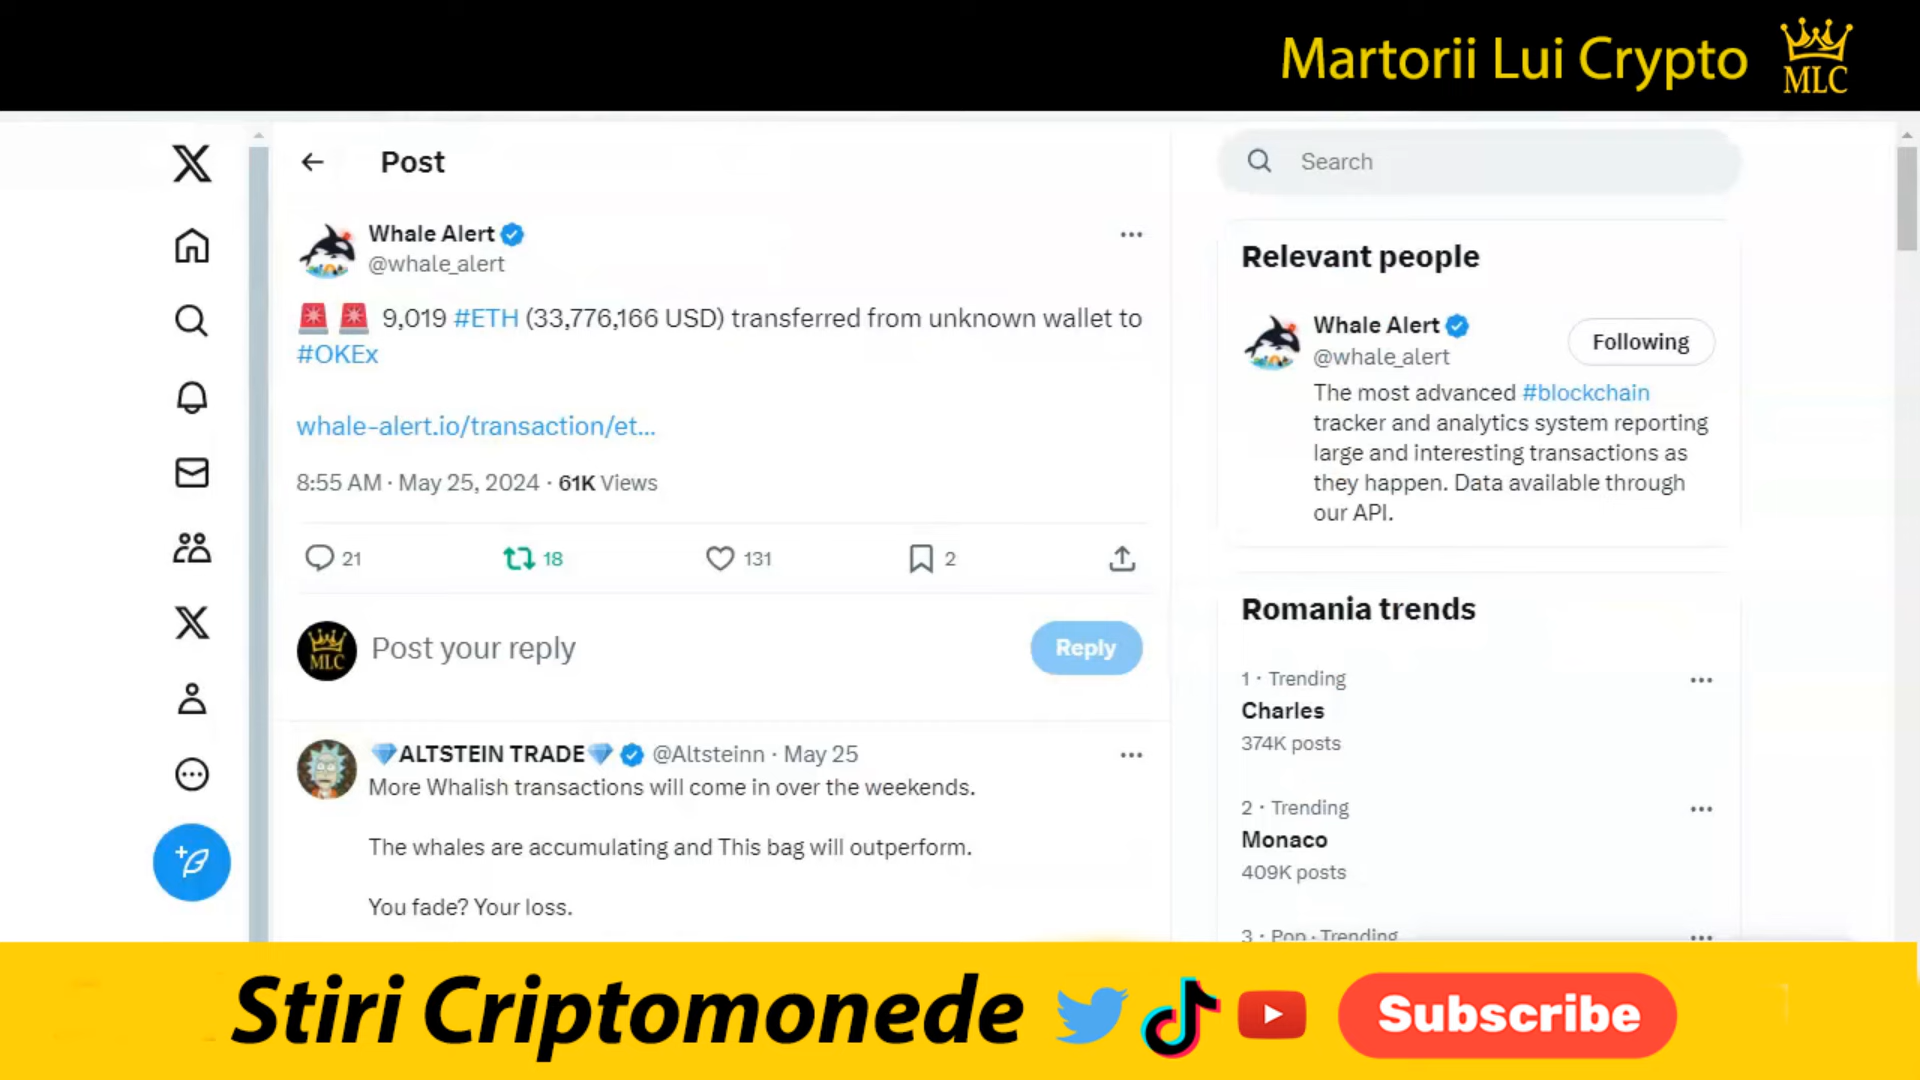 Martorii Lui Crypto
MLC
Post
Search
Whale Alert
@whale_alert
9,019 #ETH (33,776,166 USD) transferred from unknown wallet to
#OKEx
whale-alert.io/transaction/et...
8:55 AM · May 25, 2024 · 61K Views
21
18
131
2
MLC
Post your reply
Reply
ALTSTEIN TRADE @Altsteinn · May 25
More Whalish transactions will come in over the weekends.
The whales are accumulating and This bag will outperform.
You fade? Your loss.
Relevant people
Whale Alert
@whale_alert
Following
The most advanced #blockchain
tracker and analytics system reporting
large and interesting transactions as
they happen. Data available through
our API.
Romania trends
1 · Trending
Charles
374K posts
2 · Trending
Monaco
409K posts
3 · Pop · Trending
Stiri Criptomonede
Subscribe